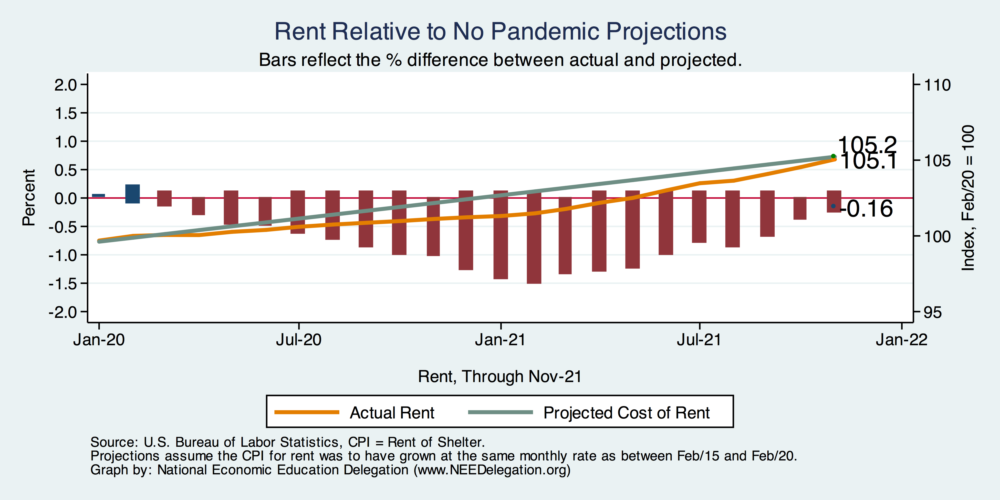 Rent Relative to No Pandemic Projections
Bars reflect the % difference between actual and projected.
Percent
2.0
1.5
1.0
0.5
0.0
-0.5
-1.0
-1.5
-2.0
110
105
100
95
Index, Feb/20 = 100
105.2
105.1
-0.16
Jan-20 Jul-20 Jan-21 Jul-21 Jan-22
Rent, Through Nov-21
Actual Rent Projected Cost of Rent
Source: U.S. Bureau of Labor Statistics, CPI = Rent of Shelter.
Projections assume the CPI for rent was to have grown at the same monthly rate as between Feb/15 and Feb/20.
Graph by: National Economic Education Delegation (www.NEEDelegation.org)